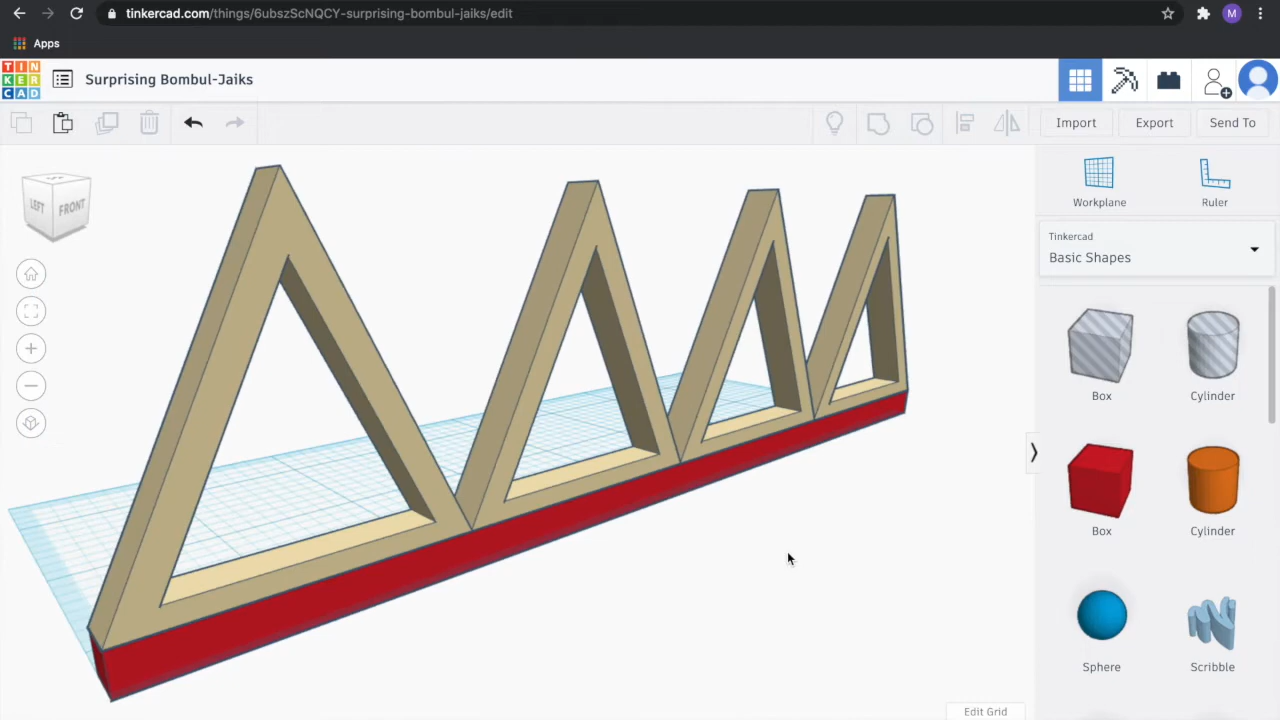 tinkercad.com/things/6ubszScNQCY-surprising-bombul-jaiks/edit
M
Apps
TIN
KER
CAD
Surprising Bombul-Jaiks
Import
Export
Send To
LEFT
FRONT
Workplane
Ruler
Tinkercad
Basic Shapes
Box
Cylinder
Box
Cylinder
Sphere
Scribble
Edit Grid